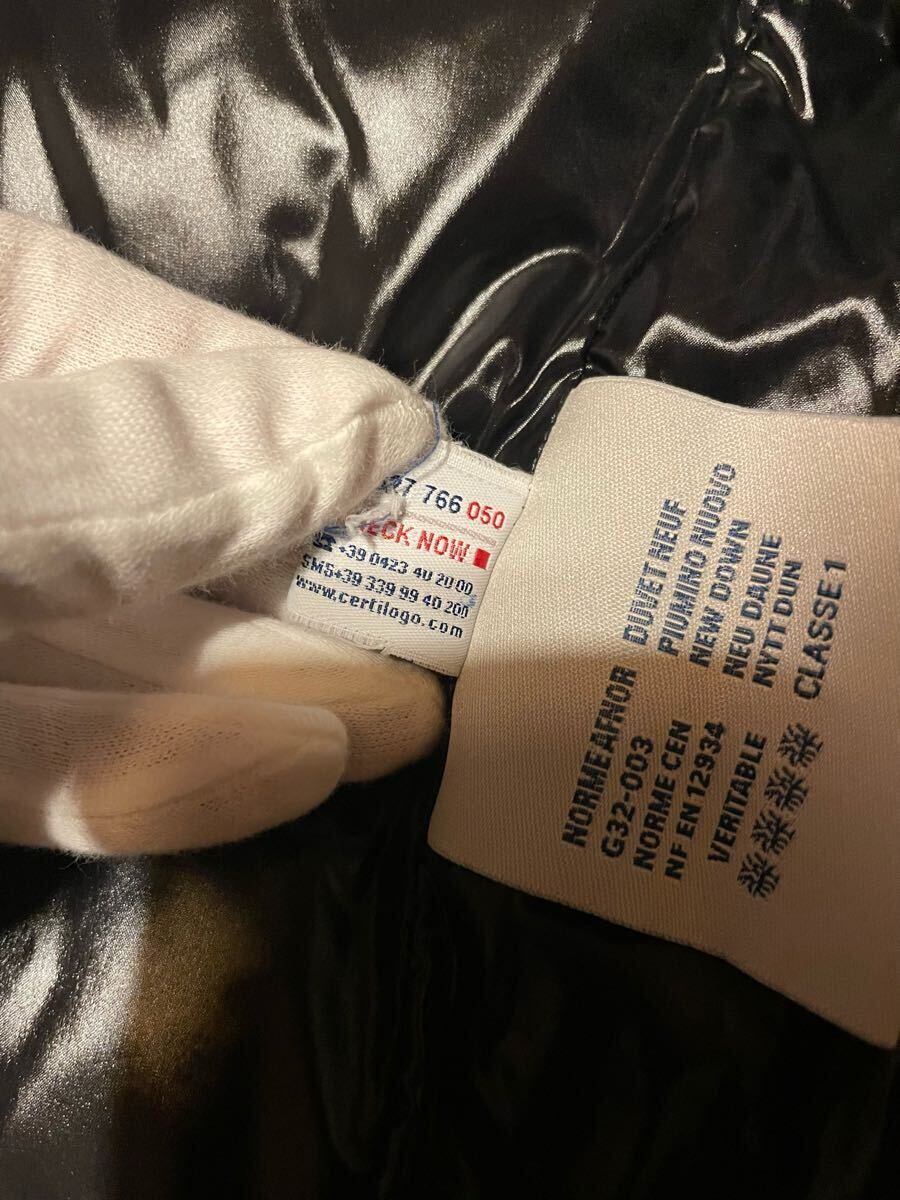 7 766 050
ECK NOW
+39 0423 40 20 00
SMS+39 339 99 40 200
www.certilogo.com
NORME AFNOR DUVET NEUF
G32-003 PIUMINO NUOVO
NORME CEN NEW DOWN
NF EN 12934 NEU DAUNE
VERITABLE NYTT DUN
CLASSE 1